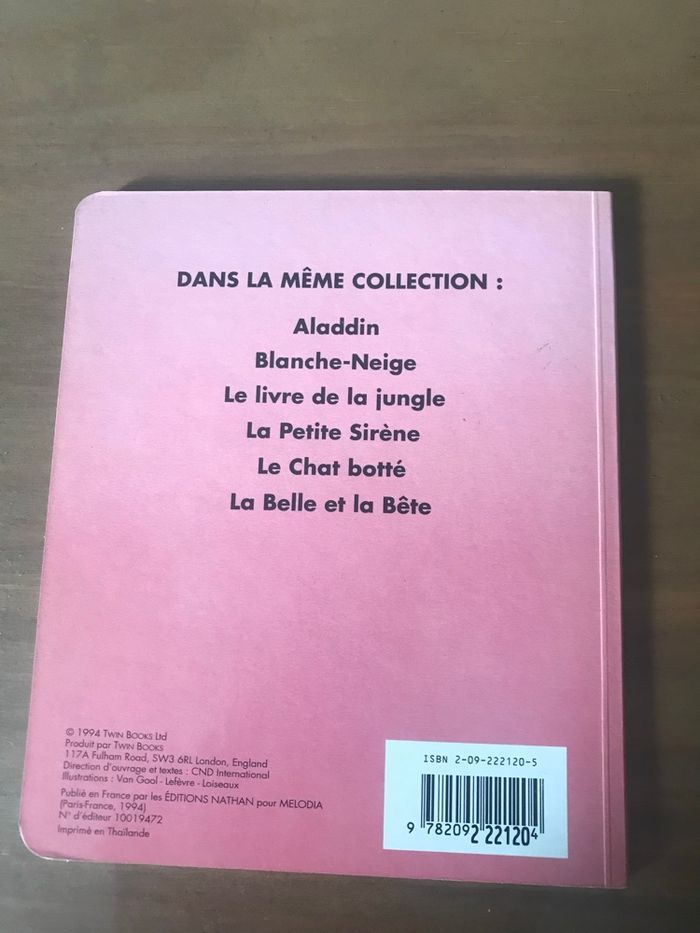 DANS LA MÊME COLLECTION :
Aladdin
Blanche-Neige
Le livre de la jungle
La Petite Sirène
Le Chat botté
La Belle et la Bête
© 1994 TWIN BOOKS Ltd
Produit par TWIN BOOKS
117A Fulham Road, SW3 6RL London, England
Direction d'ouvrage et textes : CND International
Illustrations : Van Gool - Lefèvre - Loiseaux
Publié en France par les ÉDITIONS NATHAN pour MELODIA
(Paris-France, 1994)
N° d'éditeur 10019472
Imprimé en Thaïlande
ISBN 2-09-222120-5
9 782092 221204